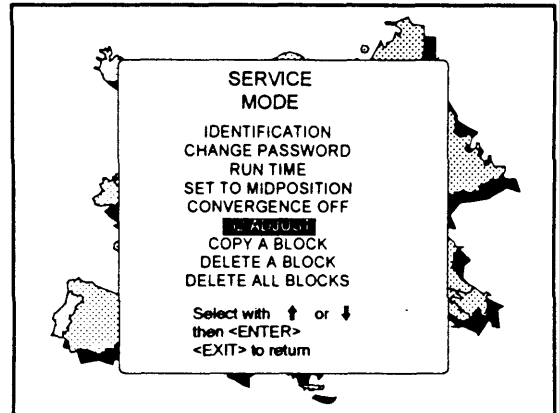 SERVICE
MODE
IDENTIFICATION
CHANGE PASSWORD
RUN TIME
SET TO MIDPOSITION
CONVERGENCE OFF
ADJUST
COPY A BLOCK
DELETE A BLOCK
DELETE ALL BLOCKS
Select with ⬆ or ⬇
then <ENTER>
<EXIT> to return